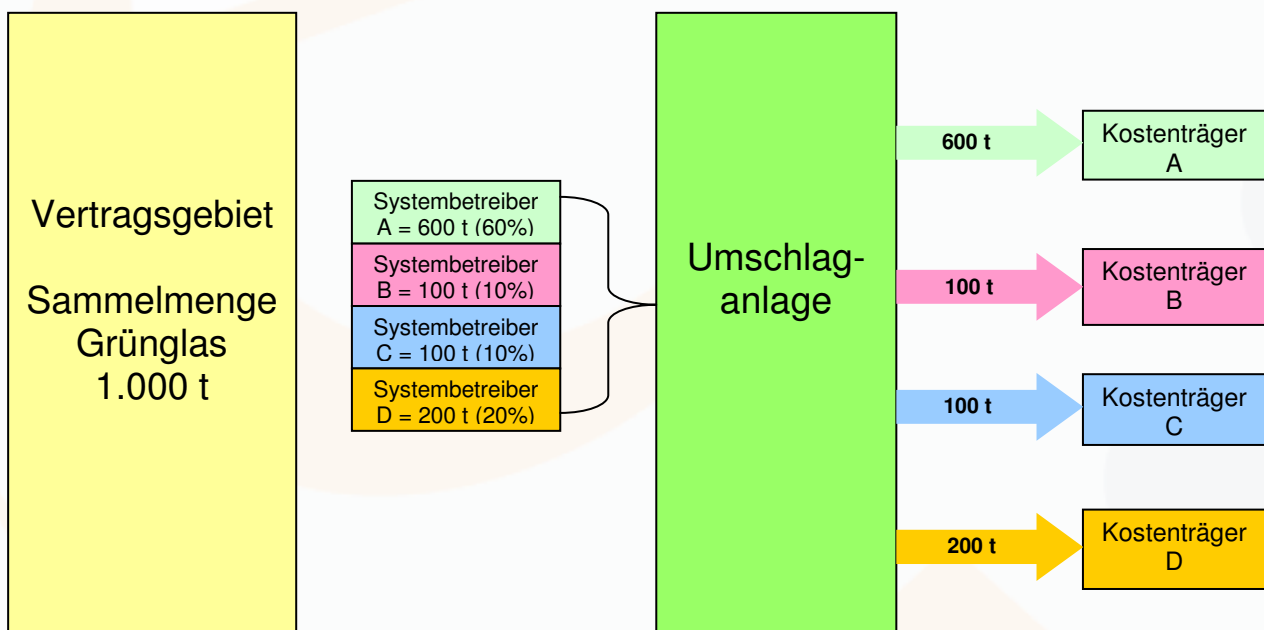 Vertragsgebiet
Sammelmenge
Grünglas
1.000 t
Systembetreiber
A = 600 t (60%)
Systembetreiber
B = 100 t (10%)
Systembetreiber
C = 100 t (10%)
Systembetreiber
D = 200 t (20%)
Umschlag-
anlage
600 t
Kostenträger
A
100 t
Kostenträger
B
100 t
Kostenträger
C
200 t
Kostenträger
D